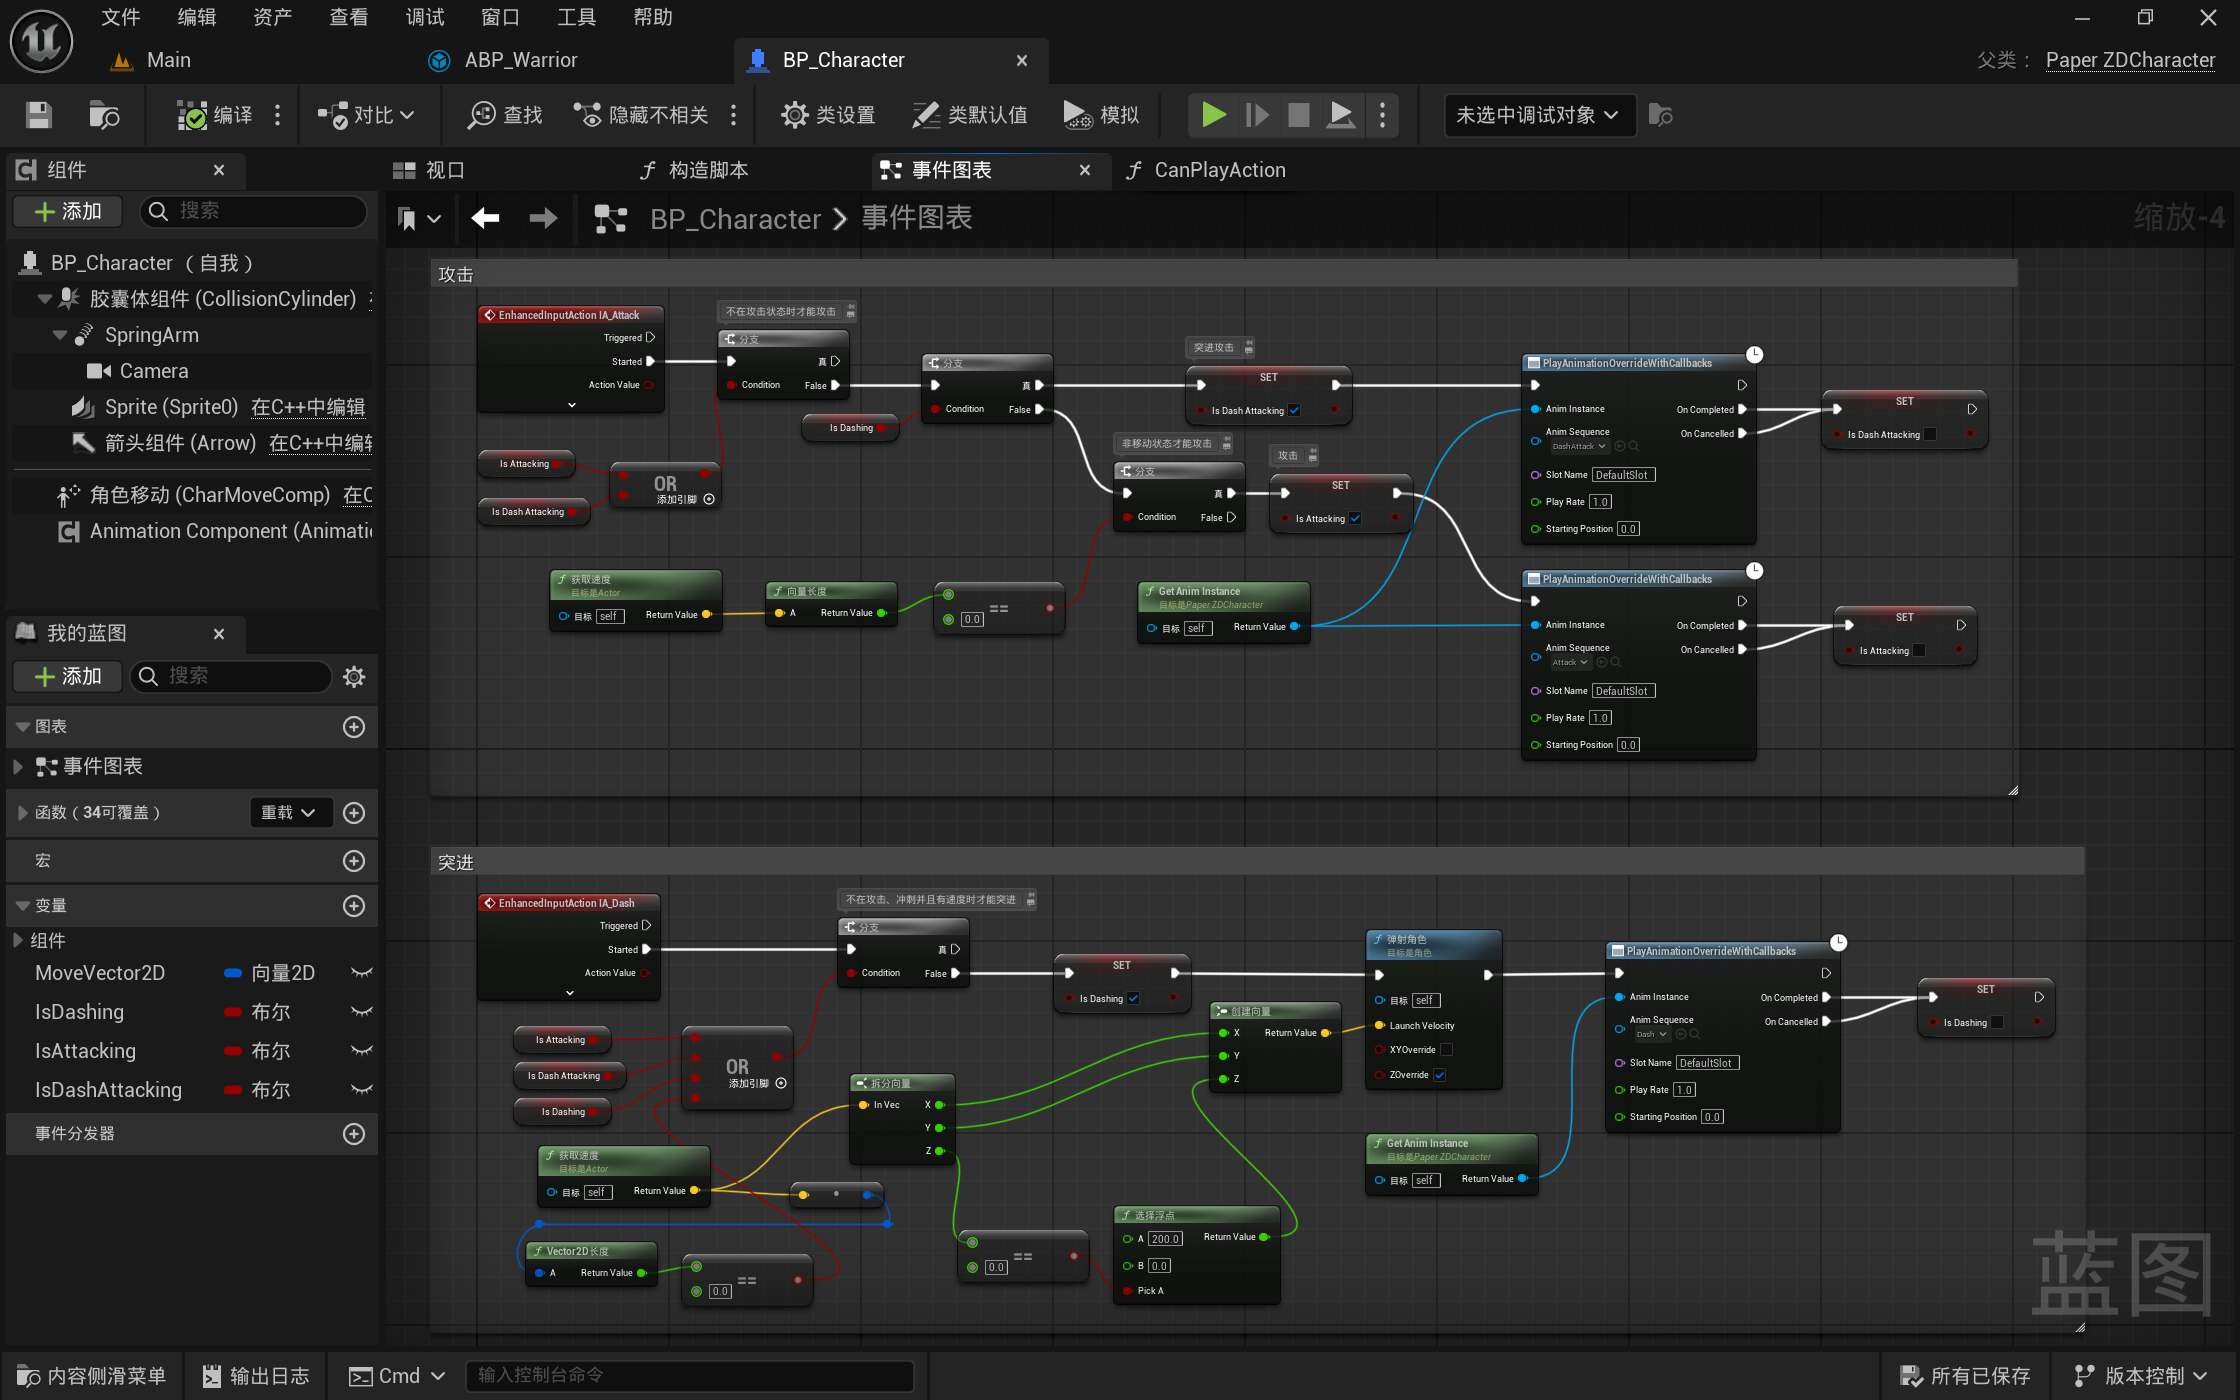 文件 编辑 资产 查看 调试 窗口 工具 帮助
Main
ABP_Warrior
BP_Character
父类：
Paper ZDCharacter
编译
对比
查找
隐藏不相关
类设置
类默认值
模拟
未选中调试对象
组件
视口
构造脚本
事件图表
CanPlayAction
添加
搜索
BP_Character
事件图表
缩放-4
BP_Character （自我）
胶囊体组件 (CollisionCylinder)
SpringArm
Camera
Sprite (Sprite0) 在C++中编辑
箭头组件 (Arrow) 在C++中编辑
角色移动 (CharMoveComp) 在C
Animation Component (Animati
我的蓝图
添加
搜索
图表
事件图表
函数（34可覆盖）
重载
宏
变量
组件
MoveVector2D 向量2D
IsDashing 布尔
IsAttacking 布尔
IsDashAttacking 布尔
事件分发器
攻击
EnhancedInputAction IA_Attack
Triggered
Started
Action Value
不在攻击状态时才能攻击
分支
真
Condition
False
分支
真
Condition
False
Is Dashing
Is Attacking
Is Dash Attacking
OR
添加引脚
突进攻击
SET
Is Dash Attacking
非移动状态才能攻击
分支
真
Condition
False
攻击
SET
Is Attacking
PlayAnimationOverrideWithCallbacks
Anim Instance
On Completed
Anim Sequence
On Cancelled
DashAttack
Slot Name DefaultSlot
Play Rate 1.0
Starting Position 0.0
SET
Is Dash Attacking
获取速度
目标是Actor
目标 self
Return Value
向量长度
A
Return Value
==
0.0
Get Anim Instance
目标是Paper ZDCharacter
目标 self
Return Value
PlayAnimationOverrideWithCallbacks
Anim Instance
On Completed
Anim Sequence
On Cancelled
Attack
Slot Name DefaultSlot
Play Rate 1.0
Starting Position 0.0
SET
Is Attacking
突进
EnhancedInputAction IA_Dash
Triggered
Started
Action Value
不在攻击、冲刺并且有速度时才能突进
分支
真
Condition
False
SET
Is Dashing
Is Attacking
Is Dash Attacking
Is Dashing
OR
添加引脚
拆分向量
In Vec
X
Y
Z
创建向量
X
Return Value
Y
Z
弹射角色
目标是角色
目标 self
Launch Velocity
XYOverride
ZOverride
PlayAnimationOverrideWithCallbacks
Anim Instance
On Completed
Anim Sequence
On Cancelled
Dash
Slot Name DefaultSlot
Play Rate 1.0
Starting Position 0.0
SET
Is Dashing
获取速度
目标是Actor
目标 self
Return Value
Vector2D长度
A
Return Value
==
0.0
==
0.0
选择浮点
A 200.0
Return Value
B 0.0
Pick A
Get Anim Instance
目标是Paper ZDCharacter
目标 self
Return Value
蓝图
内容侧滑菜单
输出日志
Cmd
输入控制台命令
所有已保存
版本控制